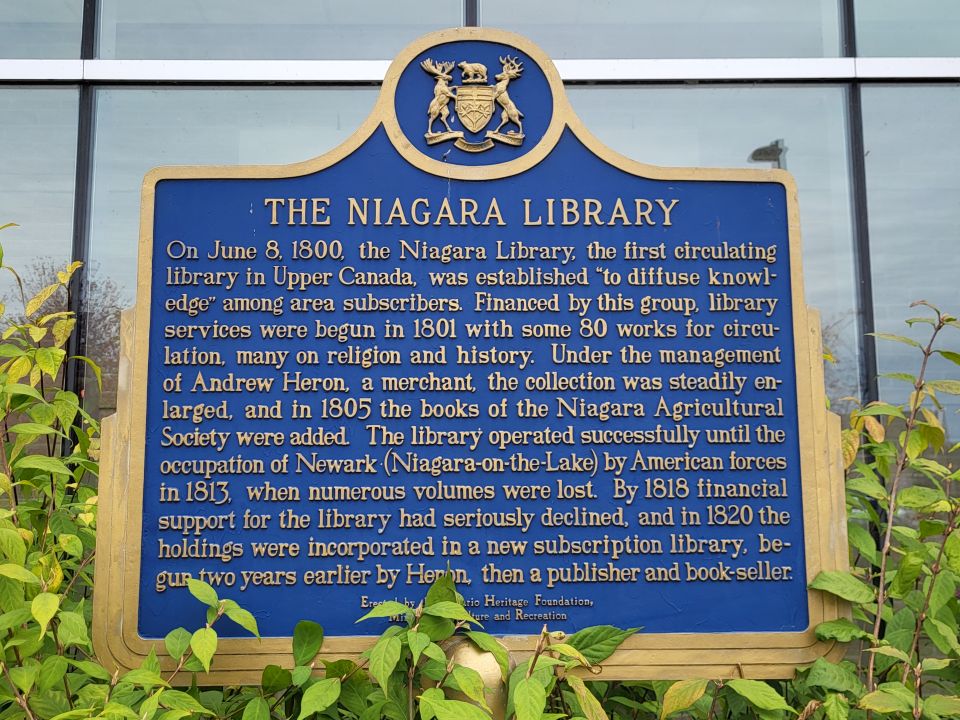 THE NIAGARA LIBRARY
On June 8, 1800, the Niagara Library, the first circulating
library in Upper Canada, was established "to diffuse knowl-
edge" among area subscribers. Financed by this group, library
services were begun in 1801 with some 80 works for circu-
lation, many on religion and history. Under the management
of Andrew Heron, a merchant, the collection was steadily en-
larged, and in 1805 the books of the Niagara Agricultural
Society were added. The library operated successfully until the
occupation of Newark (Niagara-on-the-Lake) by American forces
in 1813, when numerous volumes were lost. By 1818 financial
support for the library had seriously declined, and in 1820 the
holdings were incorporated in a new subscription library, be-
gun two years earlier by Heron, then a publisher and book-seller.
Erected by Heritage Foundation,
and Recreation